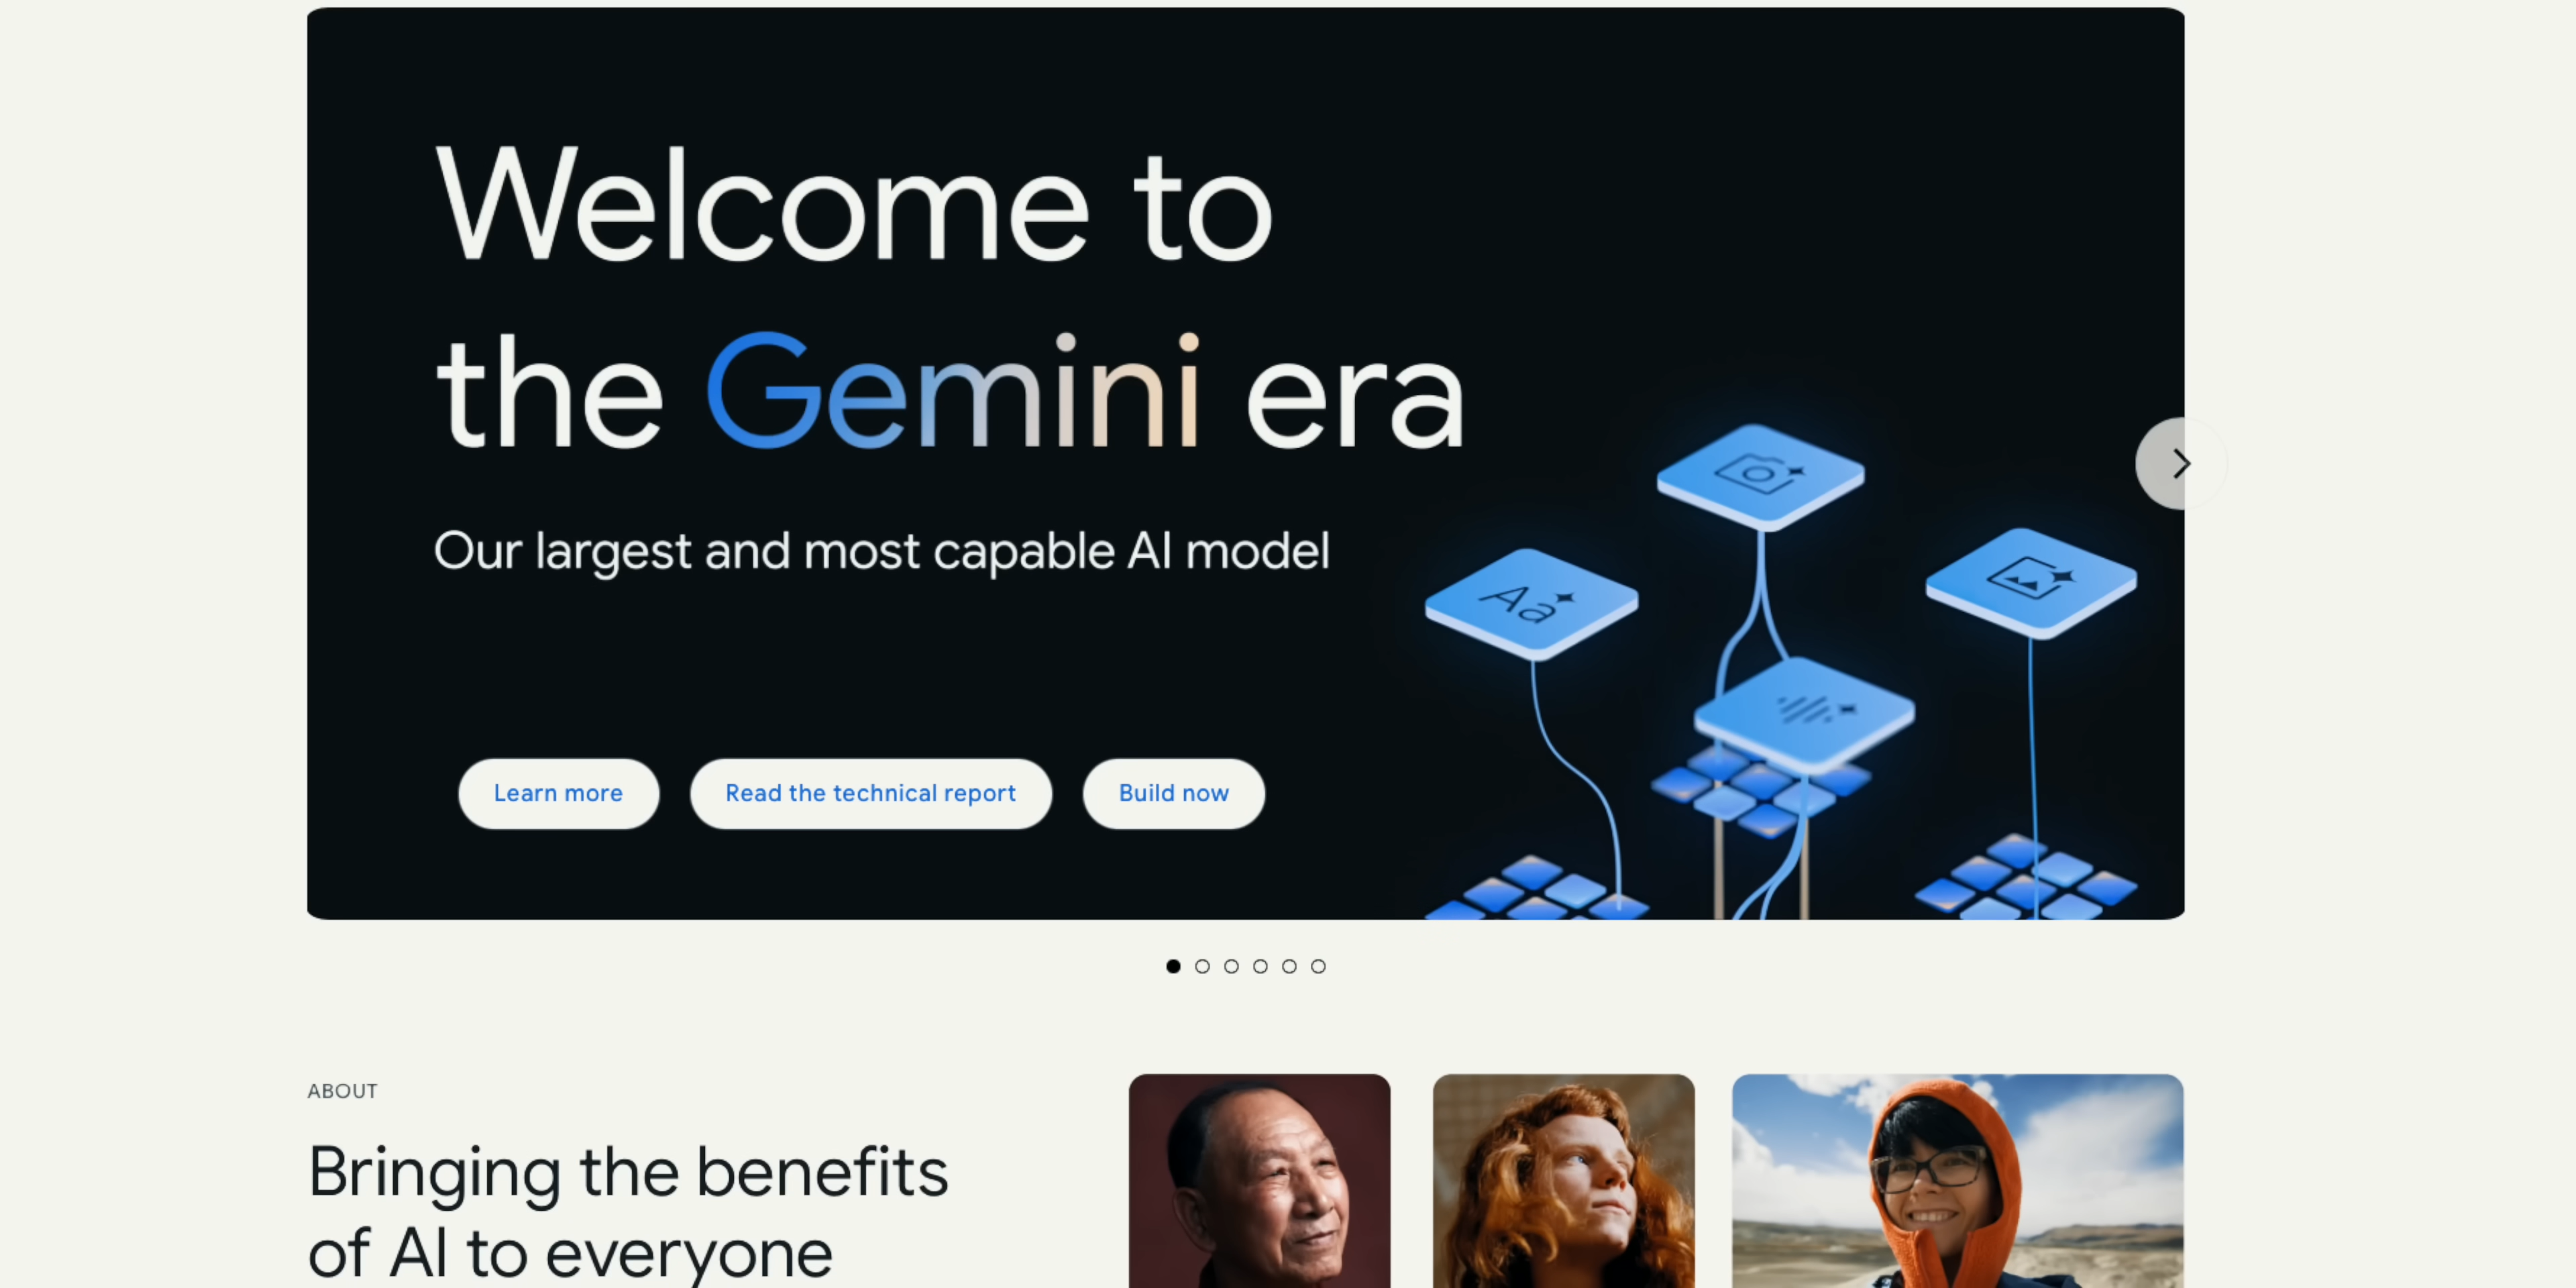 Welcome to
the Gemini era
Our largest and most capable AI model
Aa
Learn more
Read the technical report
Build now
ABOUT
Bringing the benefits
of AI to everyone